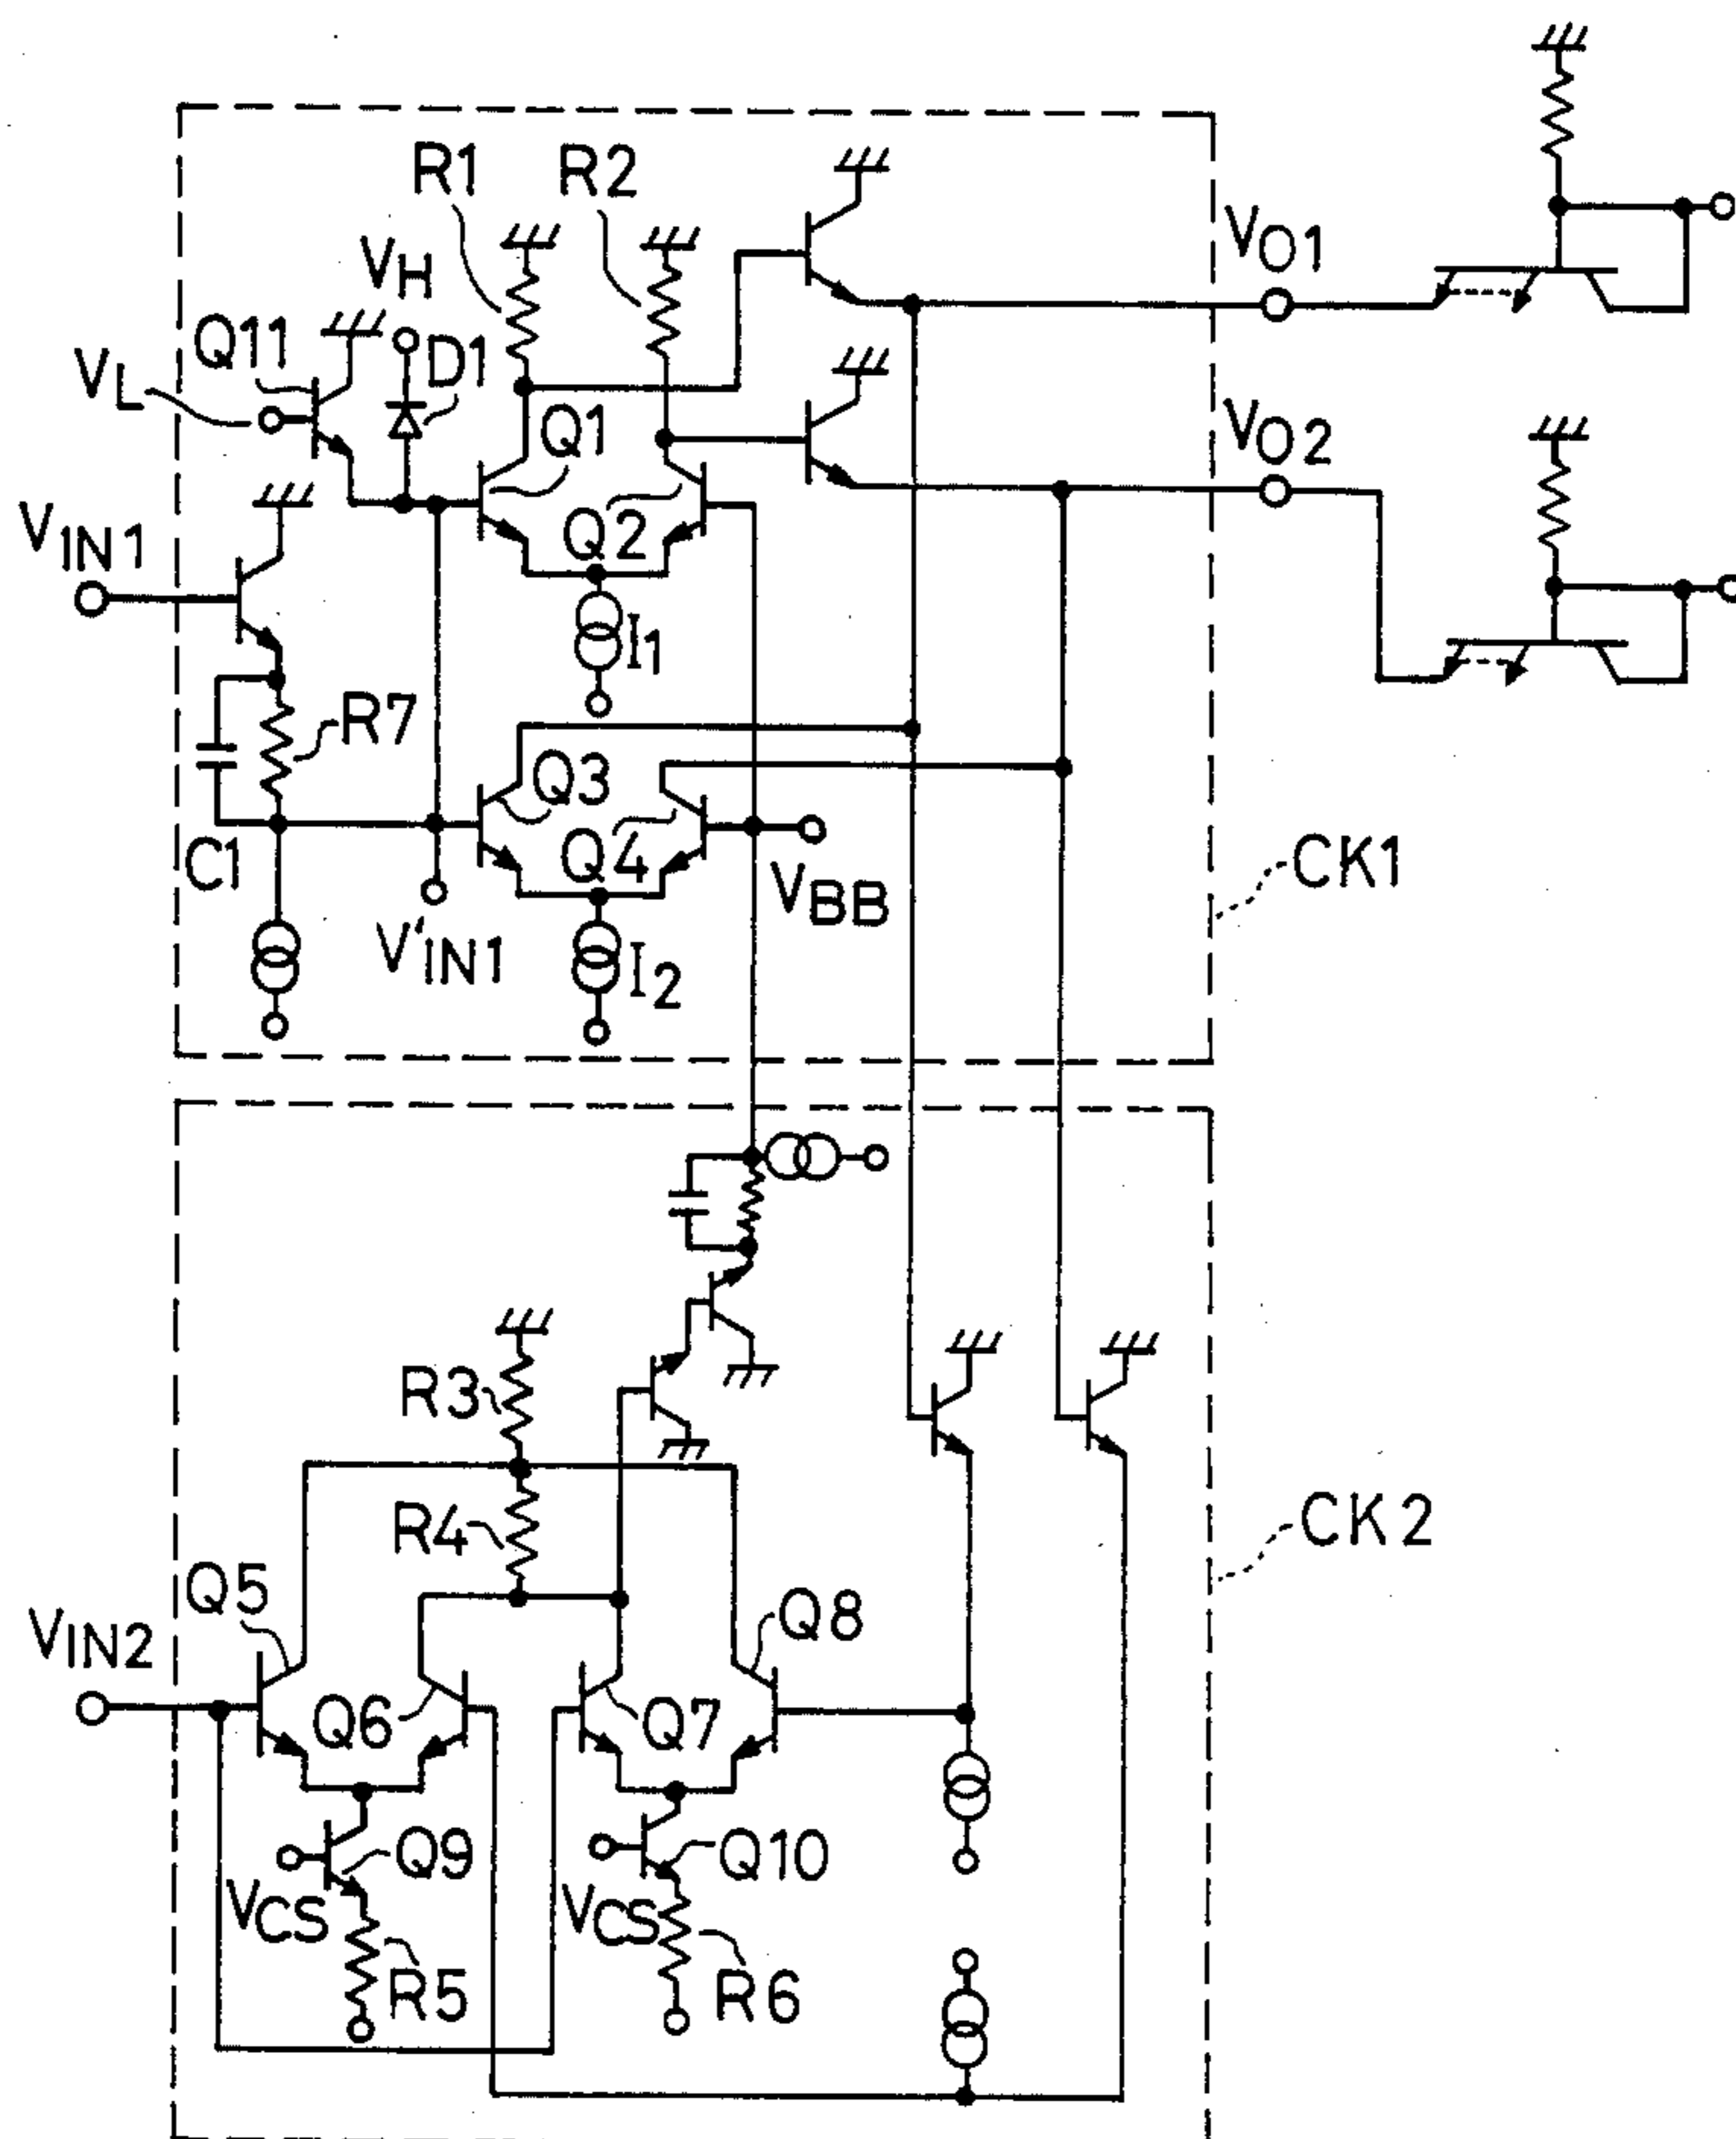 R1
R2
VH
VO1
Q11
VL
D1
Q1
VO2
VIN1
Q2
I1
R7
Q3
Q4
C1
VBB
CK1
V'IN1
I2
R3
R4
CK2
Q5
Q8
VIN2
Q6
Q7
Q9
Q10
VCS
VCS
R5
R6